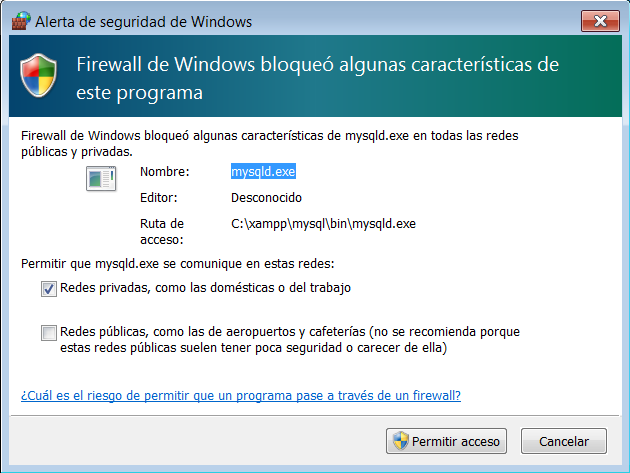 Alerta de seguridad de Windows
Firewall de Windows bloqueó algunas características de
este programa
Firewall de Windows bloqueó algunas características de mysqld.exe en todas las redes
públicas y privadas.
Nombre: mysqld.exe
Editor: Desconocido
Ruta de C:\xampp\mysql\bin\mysqld.exe
acceso:
Permitir que mysqld.exe se comunique en estas redes:
Redes privadas, como las domésticas o del trabajo
Redes públicas, como las de aeropuertos y cafeterías (no se recomienda porque
estas redes públicas suelen tener poca seguridad o carecer de ella)
¿Cuál es el riesgo de permitir que un programa pase a través de un firewall?
Permitir acceso Cancelar